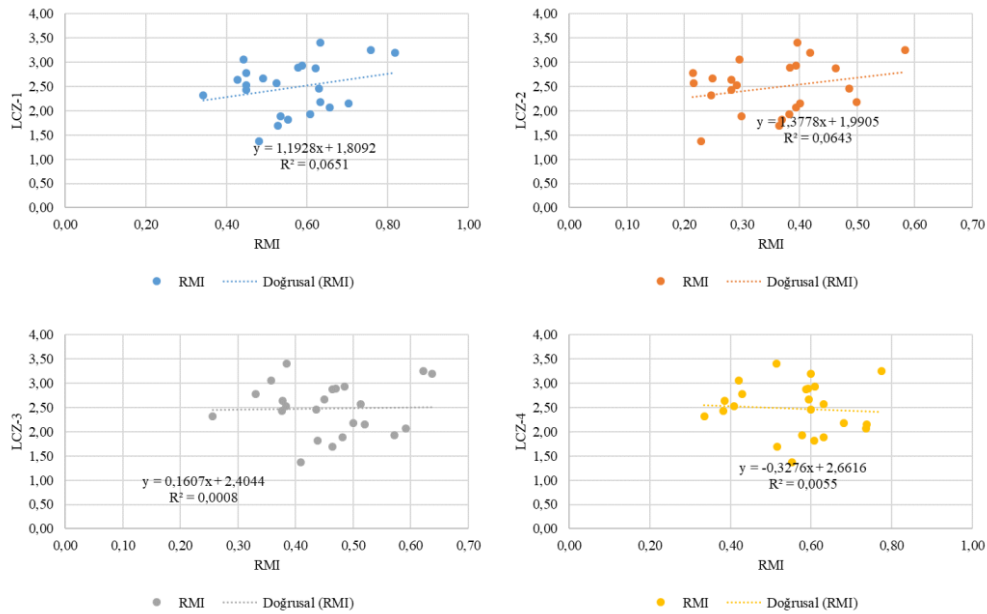 4,00
3,50
3,00
2,50
2,00
1,50
1,00
0,50
0,00
LCZ-1
y = 1,1928x + 1,8092
R² = 0,0651
0,00 0,20 0,40 0,60 0,80 1,00
RMI
RMI Doğrusal (RMI)
4,00
3,50
3,00
2,50
2,00
1,50
1,00
0,50
0,00
LCZ-2
y = 1,3778x + 1,9905
R² = 0,0643
0,00 0,10 0,20 0,30 0,40 0,50 0,60 0,70
RMI
RMI Doğrusal (RMI)
4,00
3,50
3,00
2,50
2,00
1,50
1,00
0,50
0,00
LCZ-3
y = 0,1607x + 2,4044
R² = 0,0008
0,00 0,10 0,20 0,30 0,40 0,50 0,60 0,70
RMI
RMI Doğrusal (RMI)
4,00
3,50
3,00
2,50
2,00
1,50
1,00
0,50
0,00
LCZ-4
y = -0,3276x + 2,6616
R² = 0,0055
0,00 0,20 0,40 0,60 0,80 1,00
RMI
RMI Doğrusal (RMI)